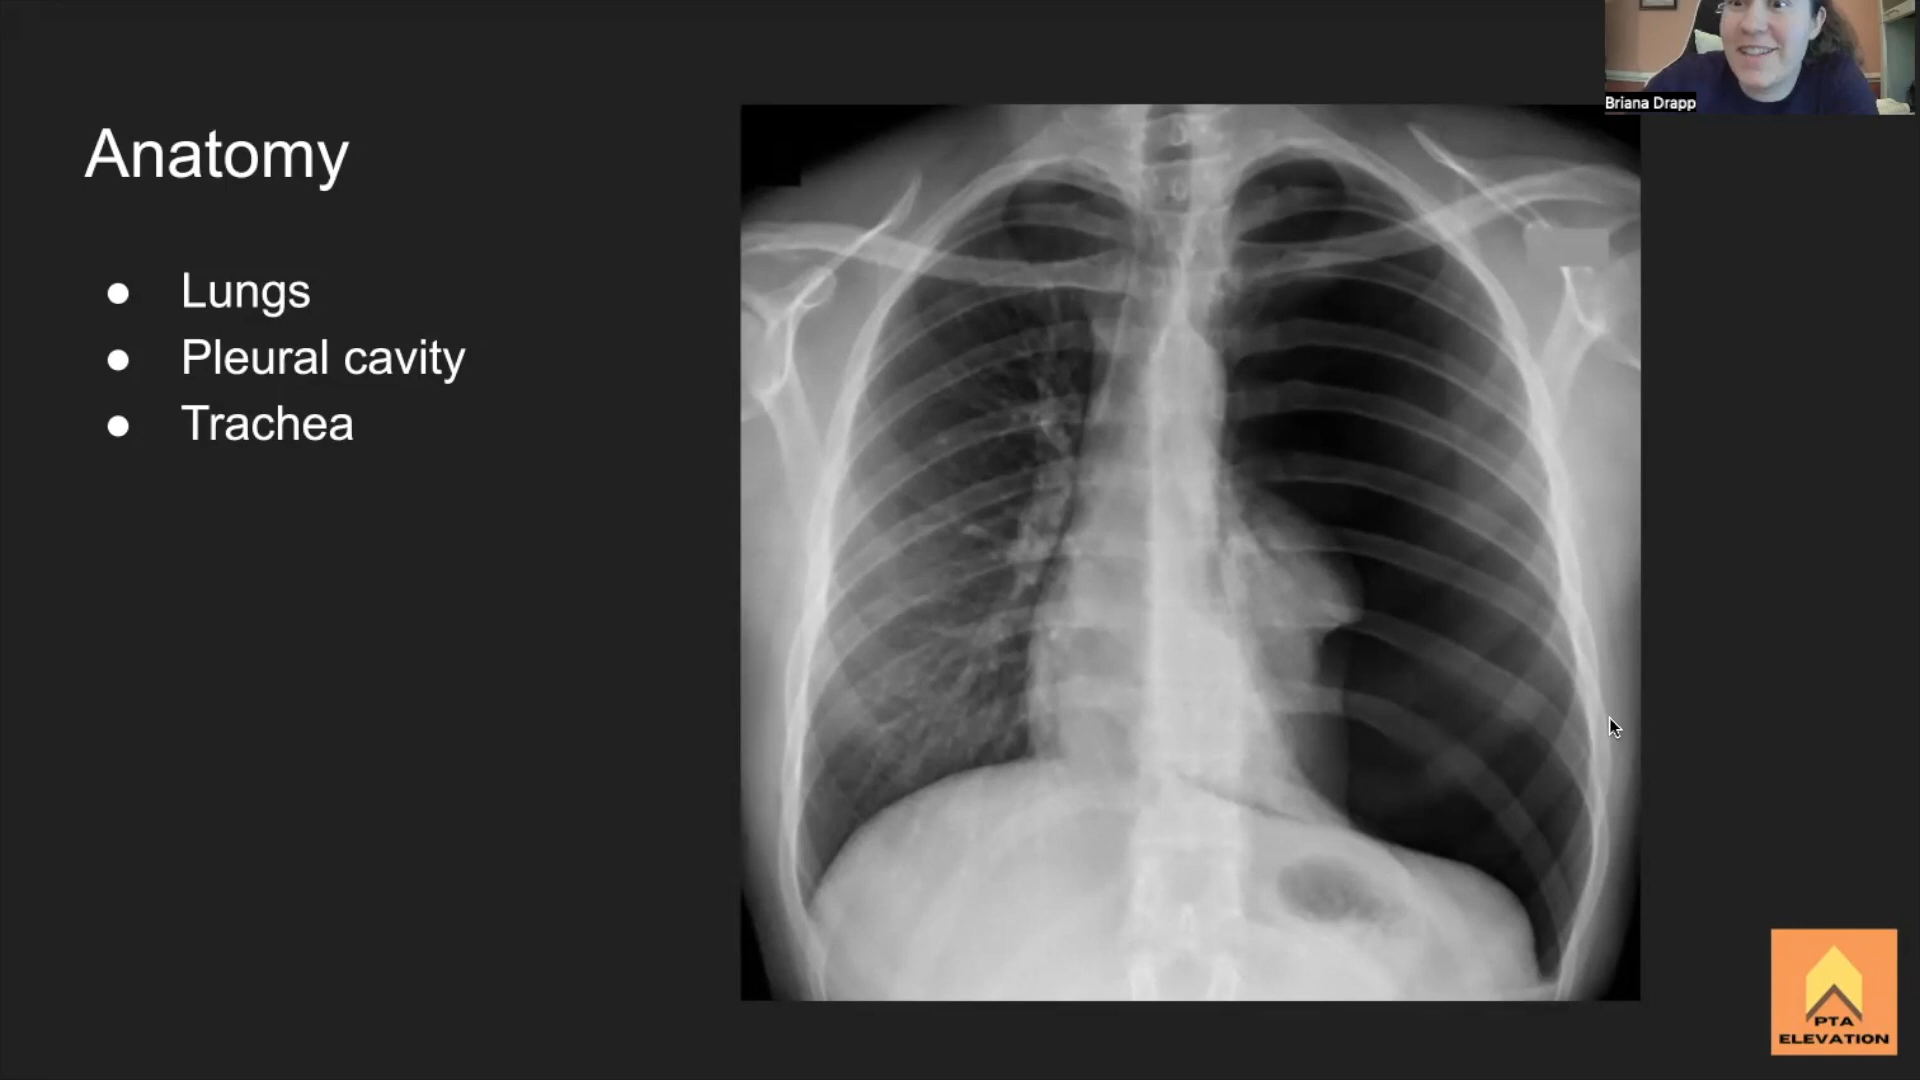 Briana Drapp
Anatomy
● Lungs
● Pleural cavity
● Trachea
PTA
ELEVATION